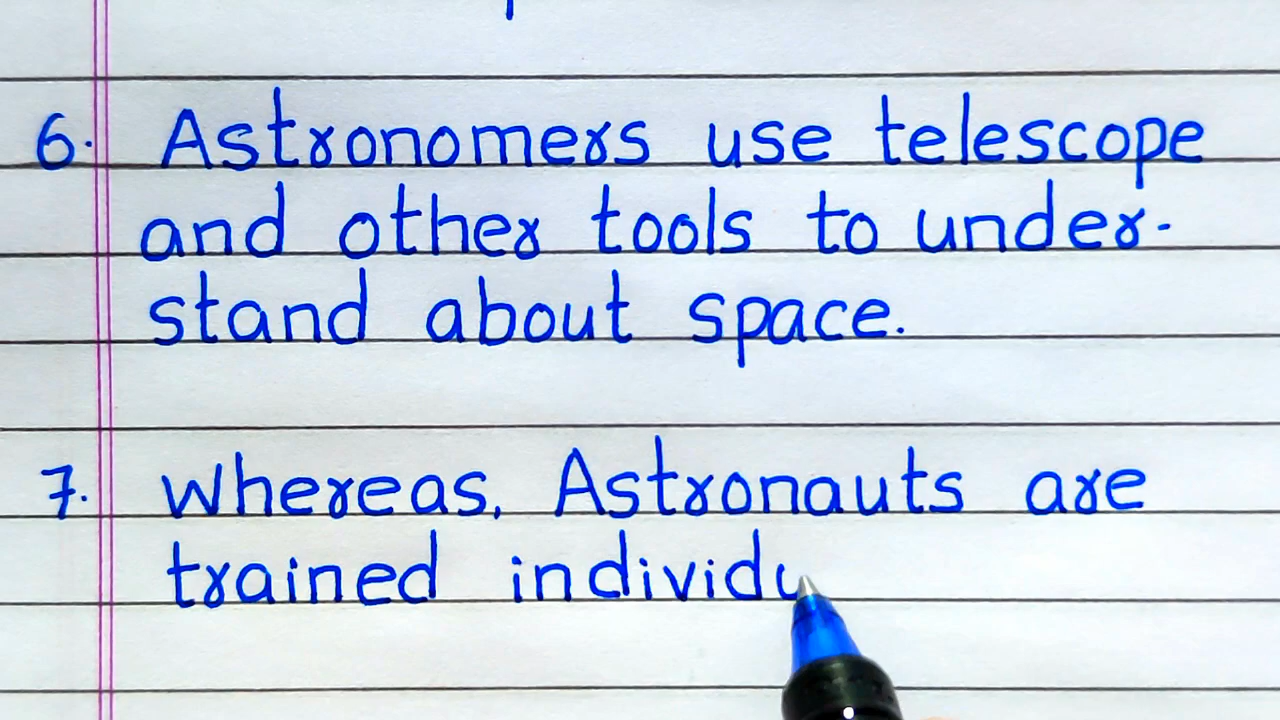 6. Astronomers use telescope
and other tools to under-
stand about space.
7. Whereas, Astronauts are
trained individu